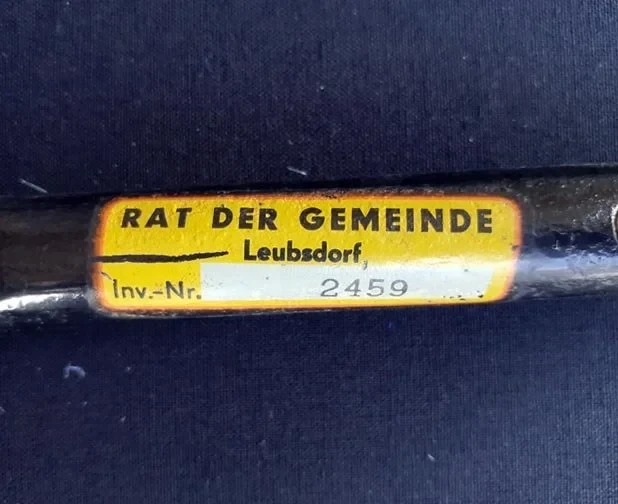 RAT DER GEMEINDE
Leubsdorf,
Inv.-Nr. 2459